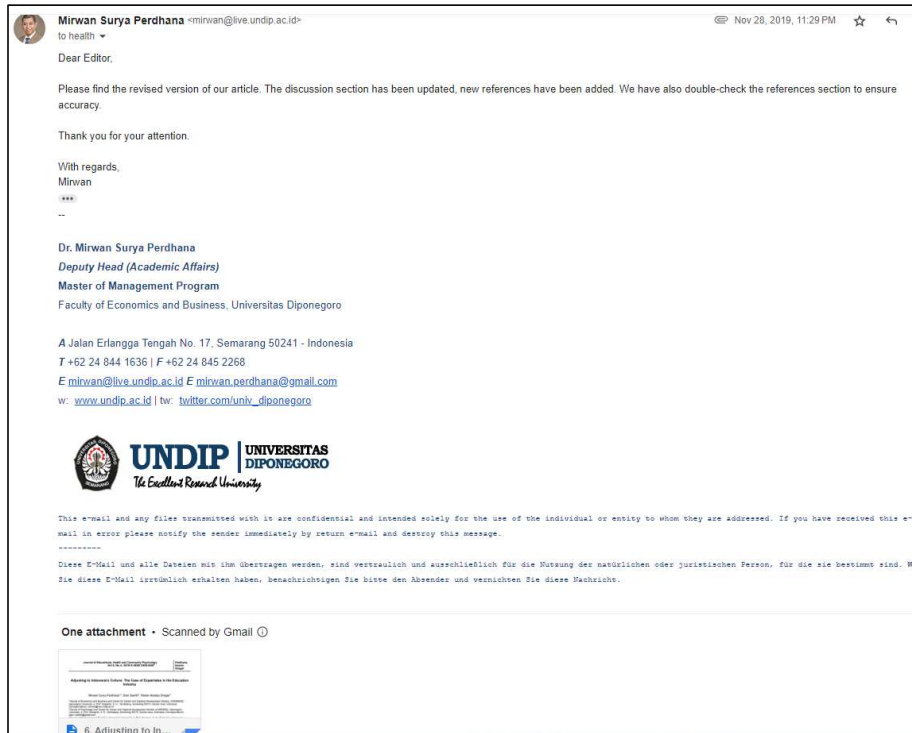 Mirwan Surya Perdhana <mirwan@live.undip.ac.id>
Nov 28, 2019, 11:29 PM
to health
Dear Editor,
Please find the revised version of our article. The discussion section has been updated, new references have been added. We have also double-check the references section to ensure
accuracy.
Thank you for your attention.
With regards,
Mirwan
•••
--
Dr. Mirwan Surya Perdhana
Deputy Head (Academic Affairs)
Master of Management Program
Faculty of Economics and Business, Universitas Diponegoro
A Jalan Erlangga Tengah No. 17, Semarang 50241 - Indonesia
T +62 24 844 1636 | F +62 24 845 2268
E mirwan@live.undip.ac.id E mirwan.perdhana@gmail.com
w: www.undip.ac.id | tw: twitter.com/univ_diponegoro
UNDIP
UNIVERSITAS
DIPONEGORO
The Excellent Research University
This e-mail and any files transmitted with it are confidential and intended solely for the use of the individual or entity to whom they are addressed. If you have received this e-
mail in error please notify the sender immediately by return e-mail and destroy this message.
---------
Diese E-Mail und alle Dateien mit ihm übertragen werden, sind vertraulich und ausschließlich für die Nutzung der natürlichen oder juristischen Person, für die sie bestimmt sind. W
Sie diese E-Mail irrtümlich erhalten haben, benachrichtigen Sie bitte den Absender und vernichten Sie diese Nachricht.
One attachment • Scanned by Gmail
Adjusting to Indonesia's Culture: The Case of Expatriates in the Education
Industry
6. Adjusting to In...